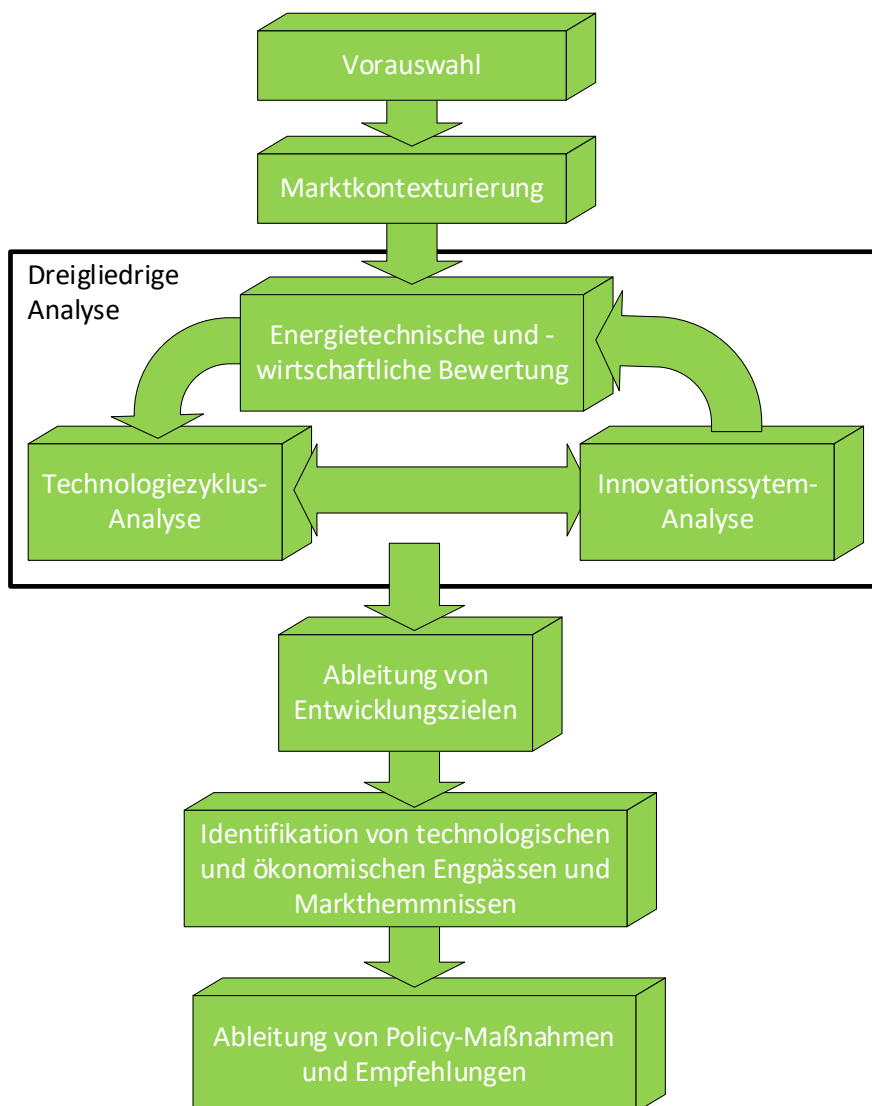 Vorauswahl
Marktkontexturierung
Dreigliedrige
Analyse
Energietechnische und -
wirtschaftliche Bewertung
Technologiezyklus-
Analyse
Innovationssytem-
Analyse
Ableitung von
Entwicklungszielen
Identifikation von technologischen
und ökonomischen Engpässen und
Markthemmnissen
Ableitung von Policy-Maßnahmen
und Empfehlungen